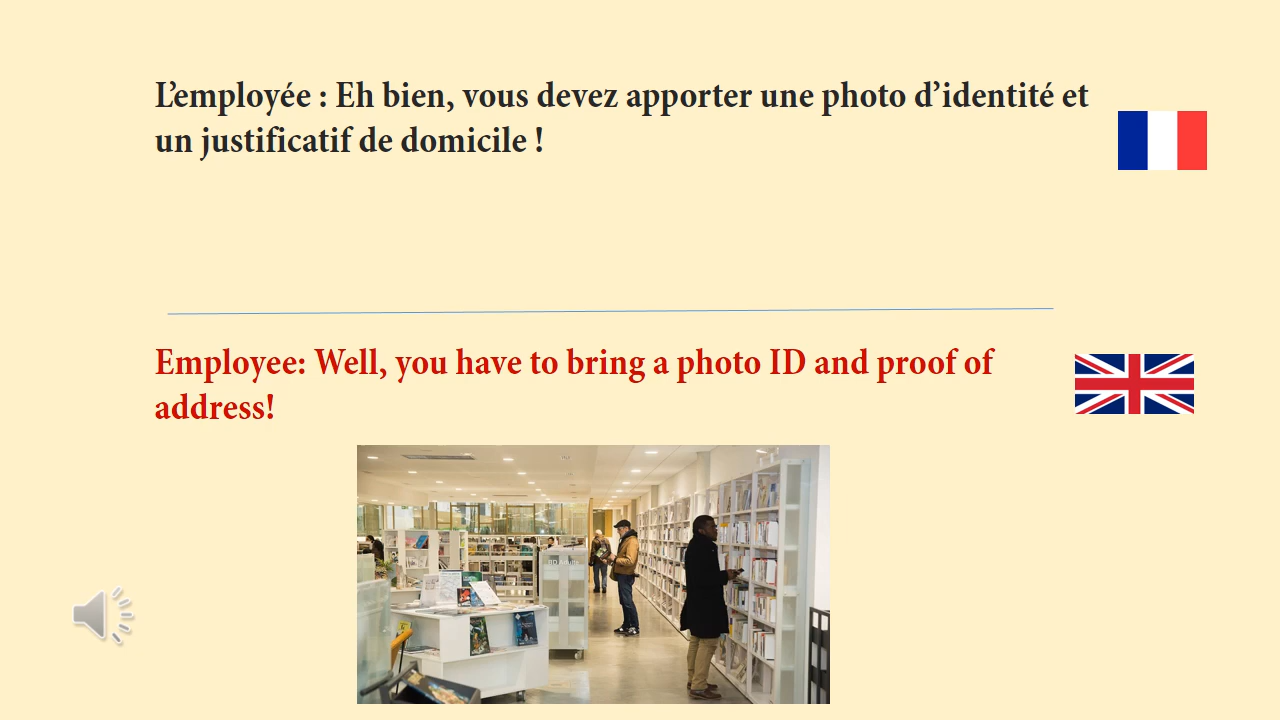 L’employée : Eh bien, vous devez apporter une photo d’identité et
un justificatif de domicile !
Employee: Well, you have to bring a photo ID and proof of
address!